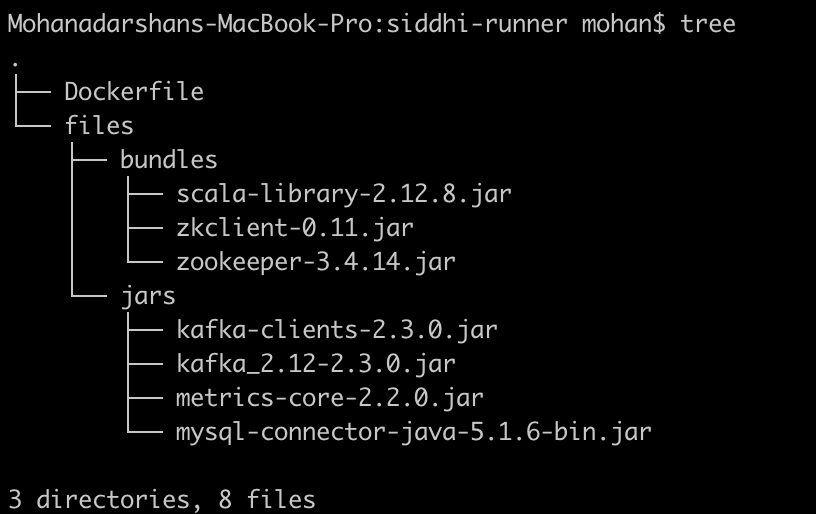 Mohanadarshans-MacBook-Pro:siddhi-runner mohan$ tree
.
├── Dockerfile
└── files
    ├── bundles
    │   ├── scala-library-2.12.8.jar
    │   ├── zkclient-0.11.jar
    │   └── zookeeper-3.4.14.jar
    └── jars
        ├── kafka-clients-2.3.0.jar
        ├── kafka_2.12-2.3.0.jar
        ├── metrics-core-2.2.0.jar
        └── mysql-connector-java-5.1.6-bin.jar

3 directories, 8 files